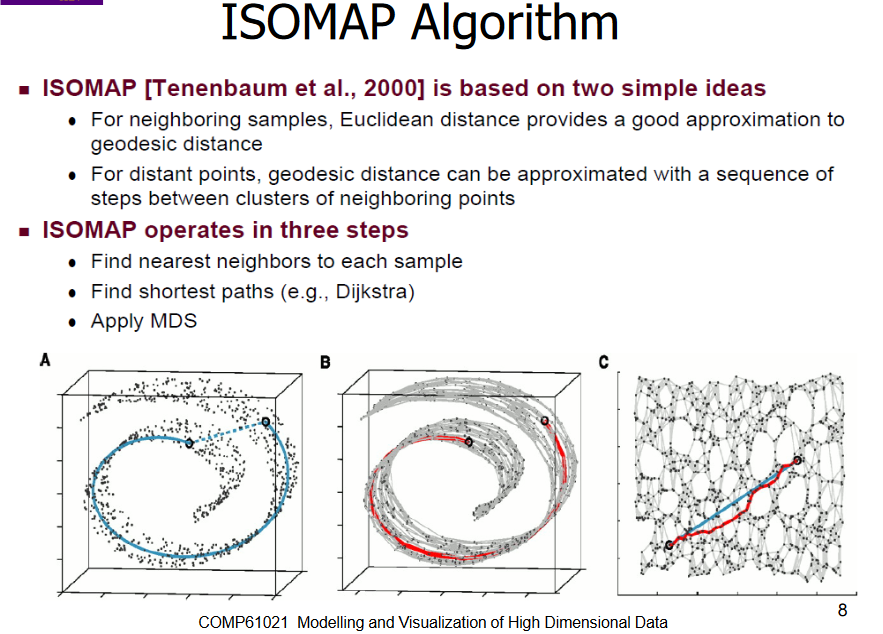 ISOMAP Algorithm
ISOMAP [Tenenbaum et al., 2000] is based on two simple ideas
For neighboring samples, Euclidean distance provides a good approximation to
geodesic distance
For distant points, geodesic distance can be approximated with a sequence of
steps between clusters of neighboring points
ISOMAP operates in three steps
Find nearest neighbors to each sample
Find shortest paths (e.g., Dijkstra)
Apply MDS
A
B
C
8
COMP61021 Modelling and Visualization of High Dimensional Data